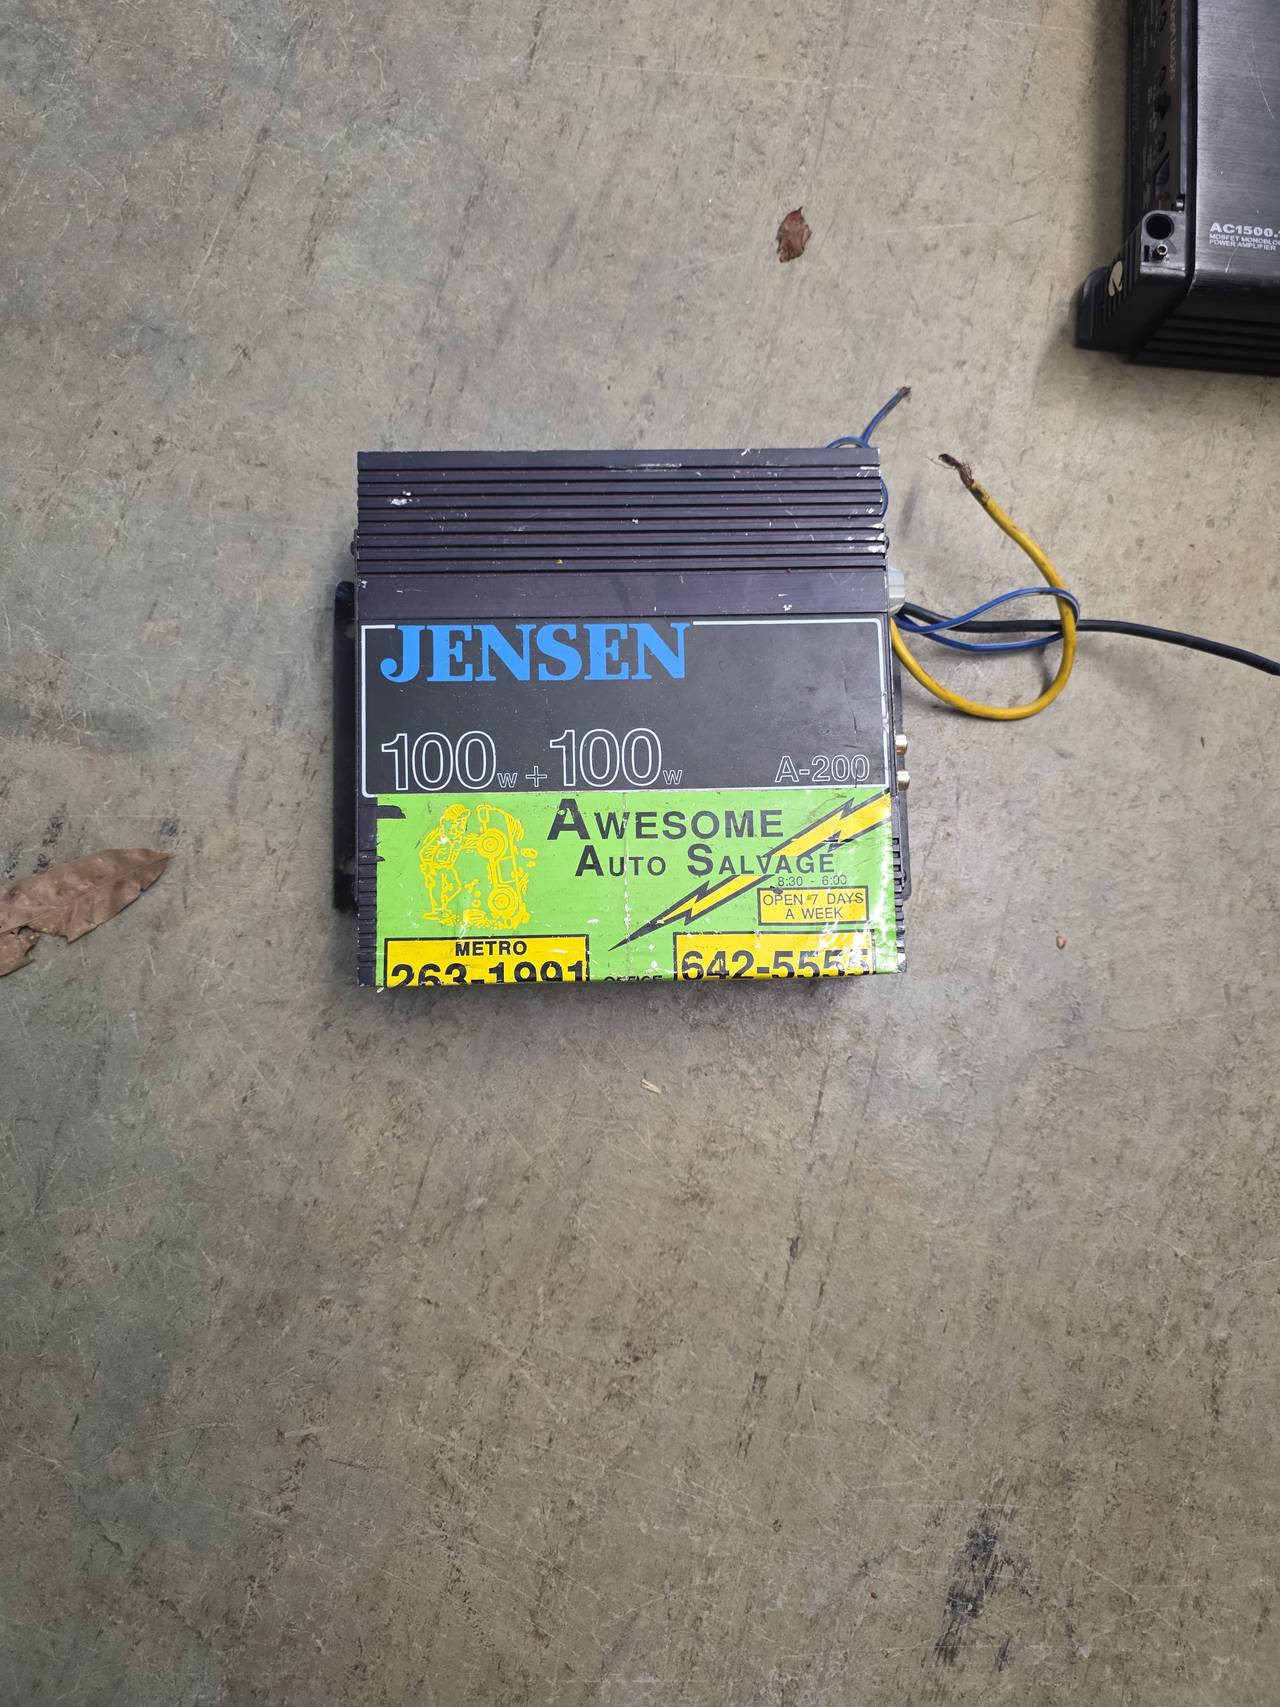 AC1500.
MOSFET MONOBLOC
POWER AMPLIFIER
JENSEN
100W + 100W A-200
AWESOME
AUTO SALVAGE
8:30 - 6:00
OPEN 7 DAYS
A WEEK
METRO
263-1991 OFFICE 642-5555